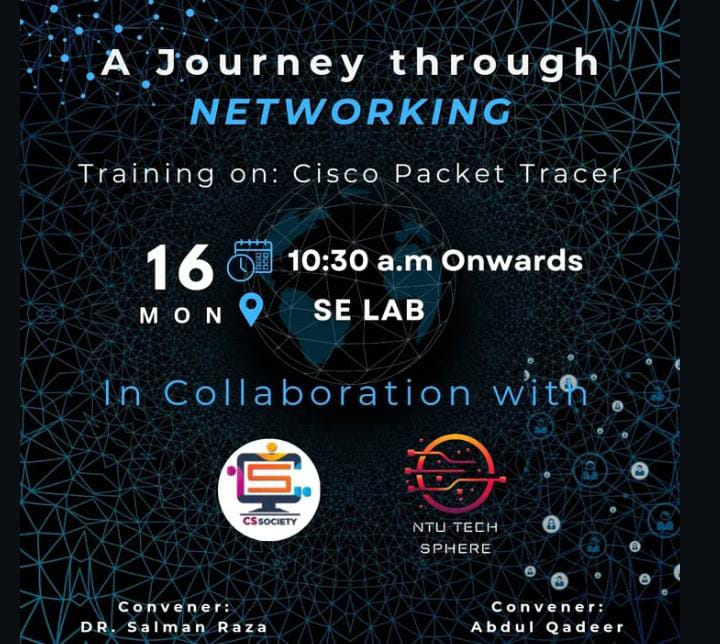 A Journey through
NETWORKING
Training on: Cisco Packet Tracer
16
MON
10:30 a.m Onwards
SE LAB
In Collaboration with
CS SOCIETY
NTU TECH
SPHERE
Convener:
DR. Salman Raza
Convener:
Abdul Qadeer